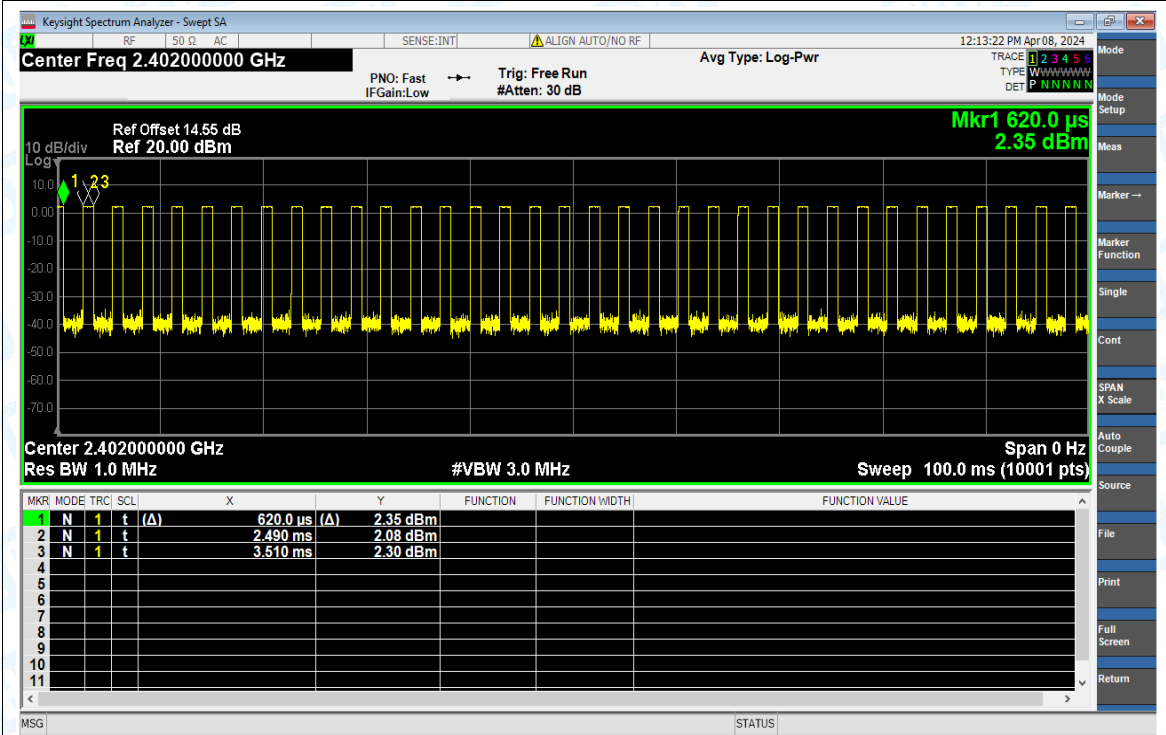 Keysight Spectrum Analyzer - Swept SA
LXI RF 50 Ω AC SENSE:INT ALIGN AUTO/NO RF 12:13:22 PM Apr 08, 2024
Center Freq 2.402000000 GHz
PNO: Fast
IFGain:Low
Trig: Free Run
#Atten: 30 dB
Avg Type: Log-Pwr
TRACE 1 2 3 4 5 6
TYPE WWWWWWW
DET P N N N N N
Ref Offset 14.55 dB
10 dB/div Ref 20.00 dBm
Log
Mkr1 620.0 µs
2.35 dBm
10.0
0.00
-10.0
-20.0
-30.0
-40.0
-50.0
-60.0
-70.0
1 2 3
Center 2.402000000 GHz Span 0 Hz
Res BW 1.0 MHz #VBW 3.0 MHz Sweep 100.0 ms (10001 pts)
MKR MODE TRC SCL X Y FUNCTION FUNCTION WIDTH FUNCTION VALUE
1 N 1 t (Δ) 620.0 µs (Δ) 2.35 dBm
2 N 1 t 2.490 ms 2.08 dBm
3 N 1 t 3.510 ms 2.30 dBm
4
5
6
7
8
9
10
11
MSG STATUS
Mode
Mode
Setup
Meas
Marker →
Marker
Function
Single
Cont
SPAN
X Scale
Auto
Couple
Source
File
Print
Full
Screen
Return